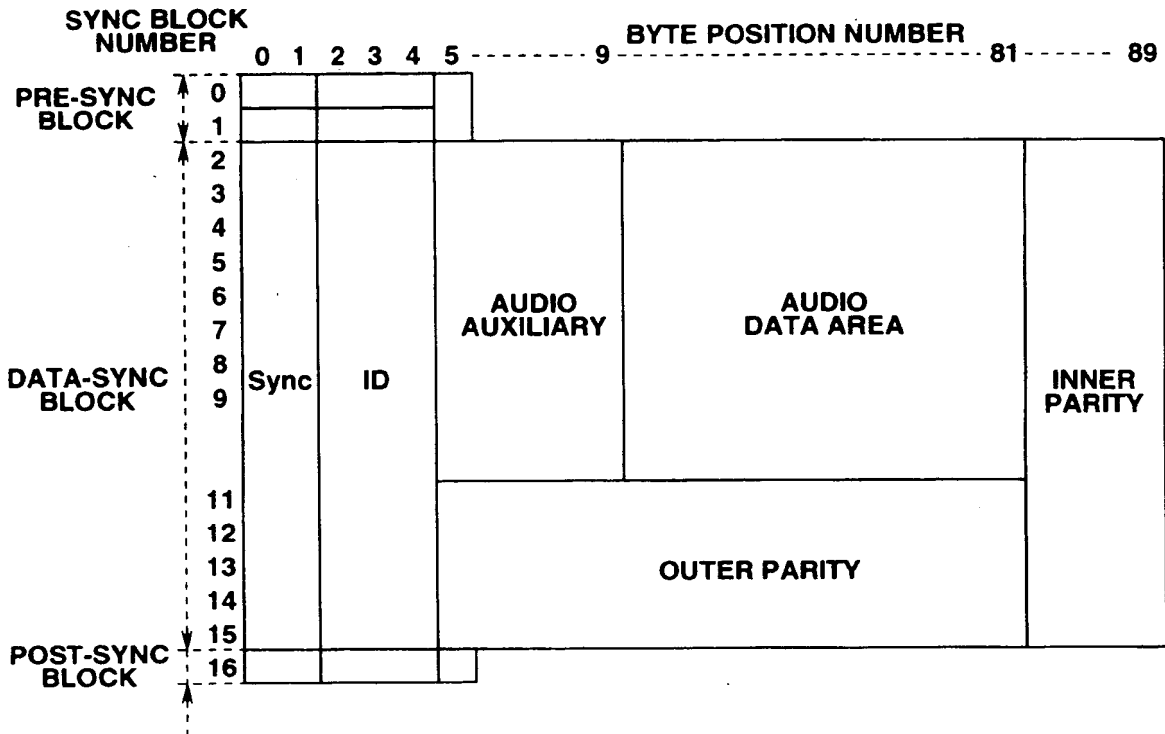 SYNC BLOCK
NUMBER
BYTE POSITION NUMBER
0 1 2 3 4 5 9 81 89
PRE-SYNC
BLOCK
0
1
2
3
4
5
6
7
8
9
11
12
13
14
15
16
DATA-SYNC
BLOCK
Sync
ID
AUDIO
AUXILIARY
AUDIO
DATA AREA
INNER
PARITY
OUTER PARITY
POST-SYNC
BLOCK